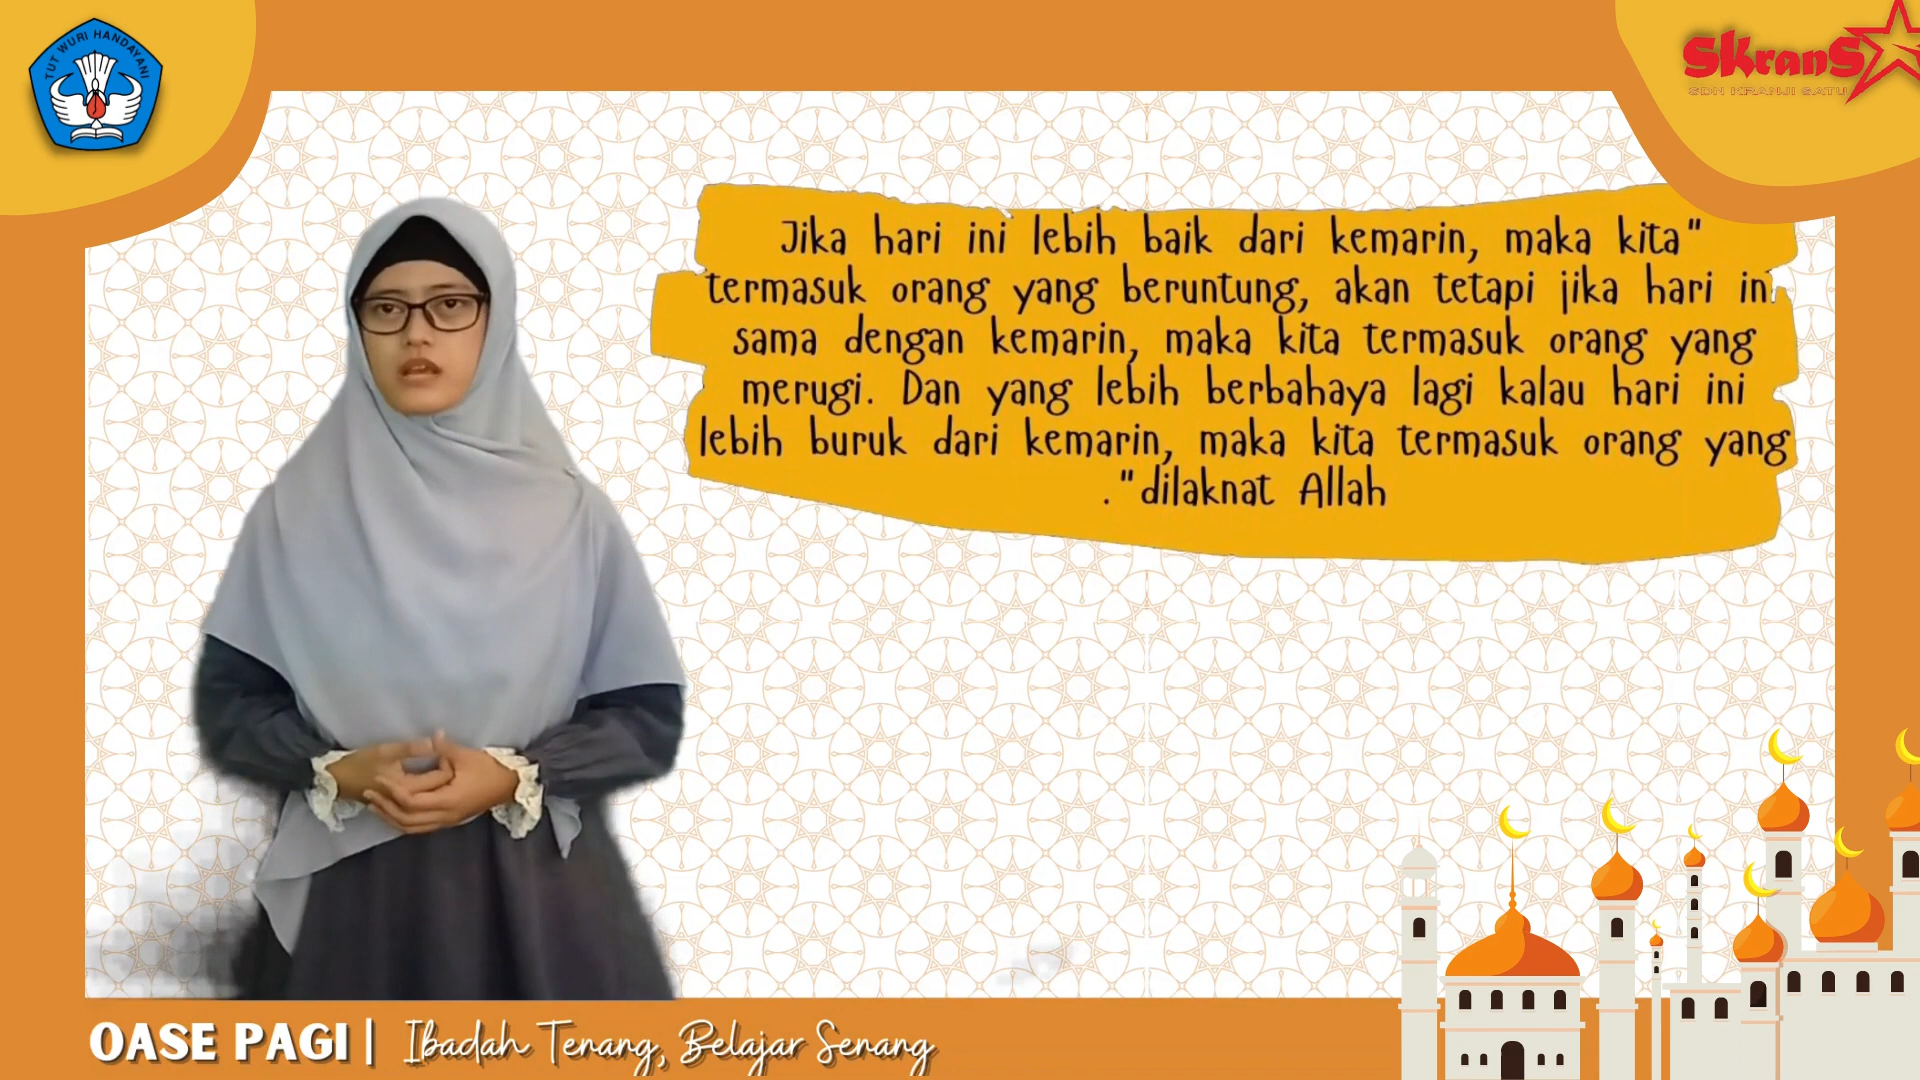 TUT WURI HANDAYANI
SKranS
SDN KRANJI SATU
Jika hari ini lebih baik dari kemarin, maka kita"
termasuk orang yang beruntung, akan tetapi jika hari ini
sama dengan kemarin, maka kita termasuk orang yang
merugi. Dan yang lebih berbahaya lagi kalau hari ini
lebih buruk dari kemarin, maka kita termasuk orang yang
."dilaknat Allah
OASE PAGI | Ibadah Tenang, Belajar Senang